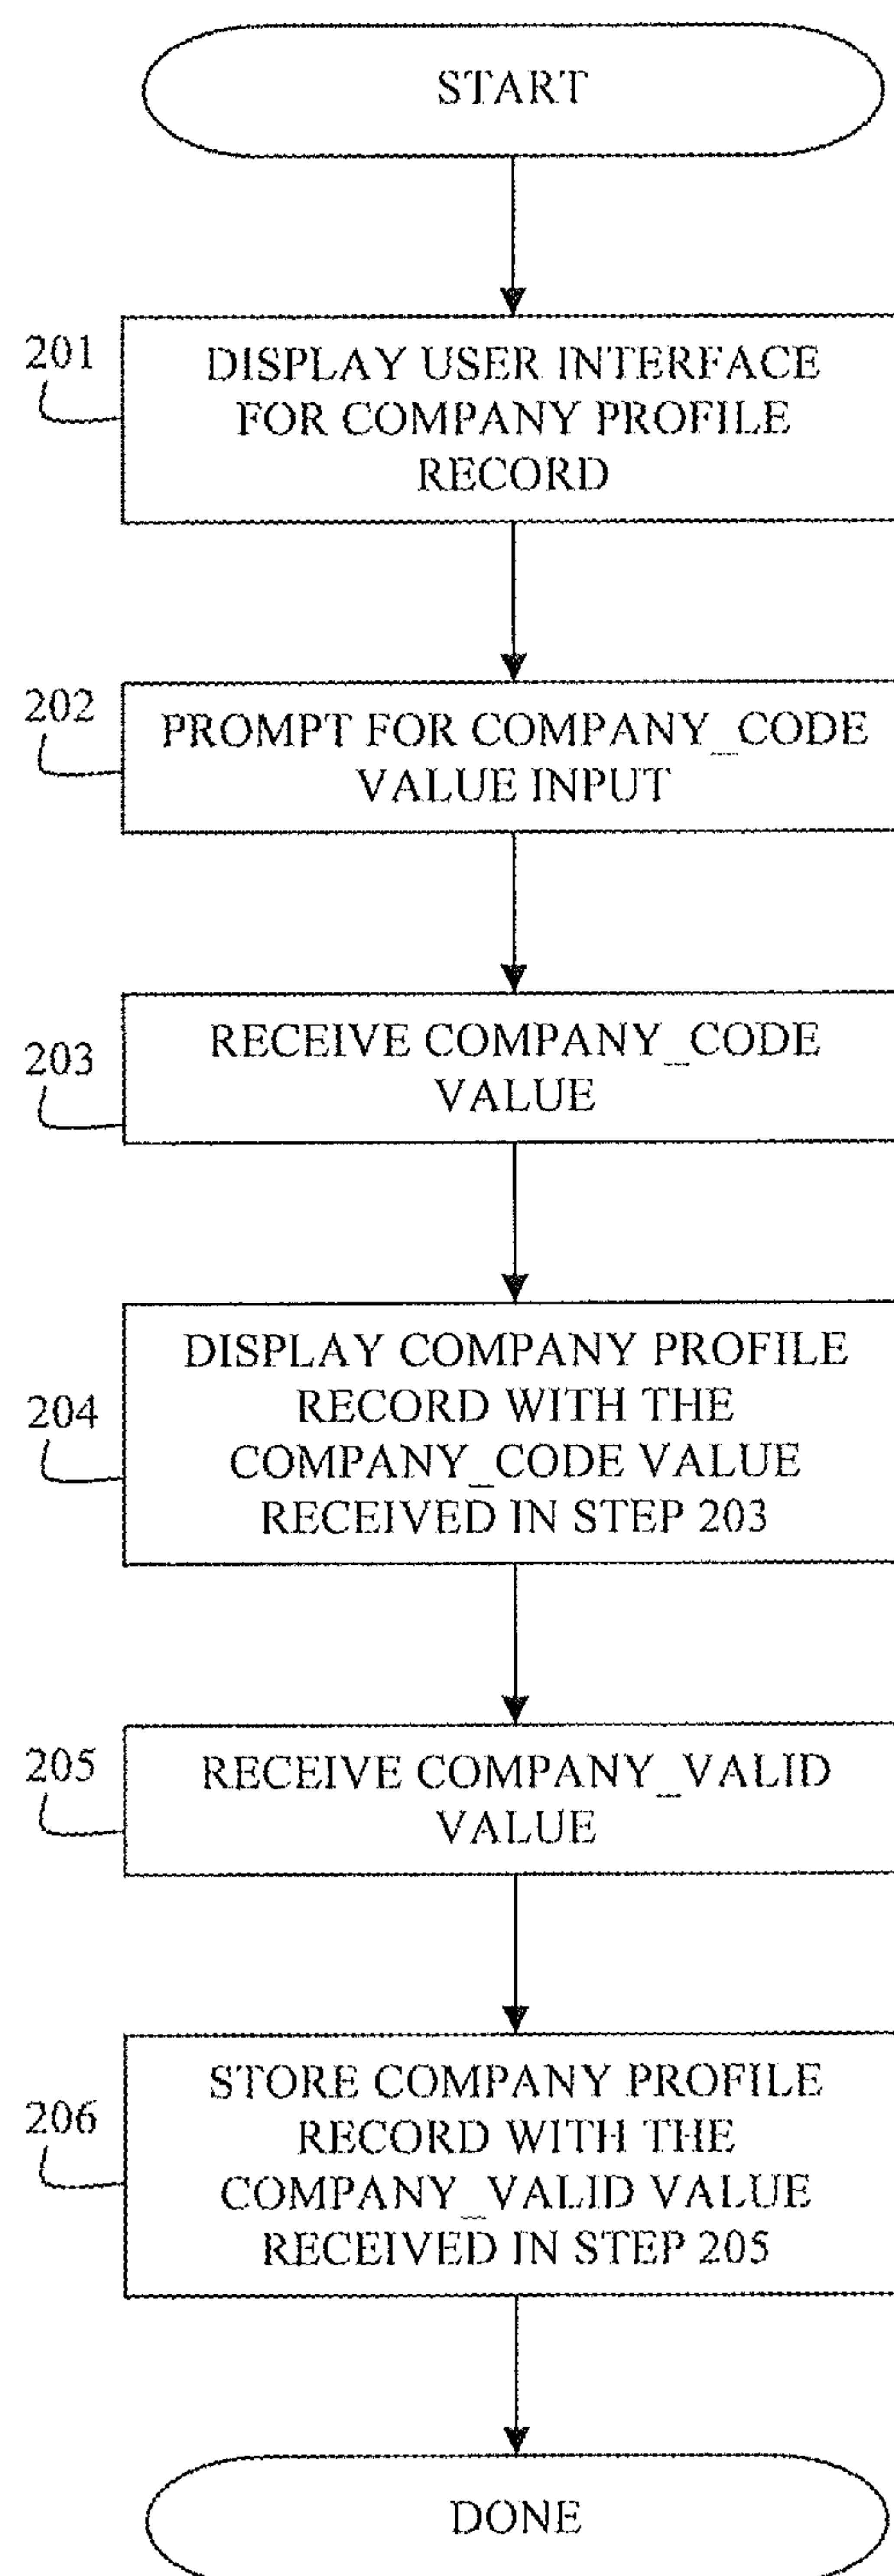 START
201
DISPLAY USER INTERFACE
FOR COMPANY PROFILE
RECORD
202
PROMPT FOR COMPANY_CODE
VALUE INPUT
203
RECEIVE COMPANY_CODE
VALUE
204
DISPLAY COMPANY PROFILE
RECORD WITH THE
COMPANY_CODE VALUE
RECEIVED IN STEP 203
205
RECEIVE COMPANY_VALID
VALUE
206
STORE COMPANY PROFILE
RECORD WITH THE
COMPANY_VALID VALUE
RECEIVED IN STEP 205
DONE